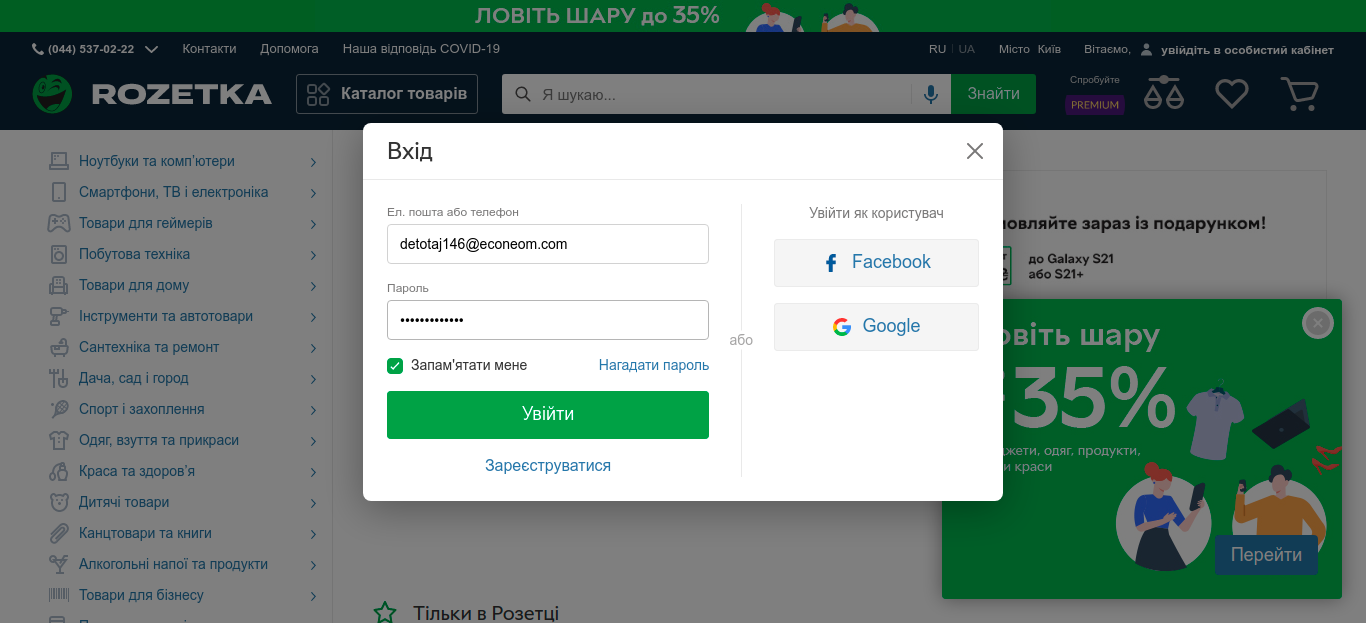 ЛОВІТЬ ШАРУ до 35%
(044) 537-02-22
Контакти
Допомога
Наша відповідь COVID-19
RU
UA
Місто Київ
Вітаємо,
увійдіть в особистий кабінет
ROZETKA
Каталог товарів
Я шукаю...
Знайти
Спробуйте
PREMIUM
Ноутбуки та комп'ютери
Смартфони, ТВ і електроніка
Товари для геймерів
Побутова техніка
Товари для дому
Інструменти та автотовари
Сантехніка та ремонт
Дача, сад і город
Спорт і захоплення
Одяг, взуття та прикраси
Краса та здоров'я
Дитячі товари
Канцтовари та книги
Алкогольні напої та продукти
Товари для бізнесу
Вхід
Ел. пошта або телефон
detotaj146@econeom.com
Пароль
•••••••••••••
Запам'ятати мене
Нагадати пароль
Увійти
Зареєструватися
або
Увійти як користувач
Facebook
Google
мовляйте зараз із подарунком!
до Galaxy S21
або S21+
овіть шару
35%
жети, одяг, продукти,
и краси
Перейти
Тільки в Розетці